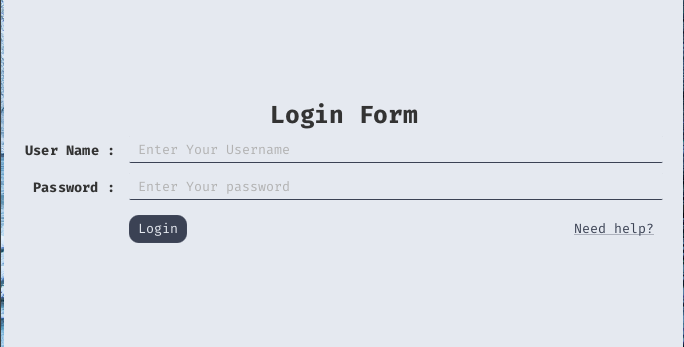 Login Form
User Name : Enter Your Username
Password : Enter Your password
Login Need help?